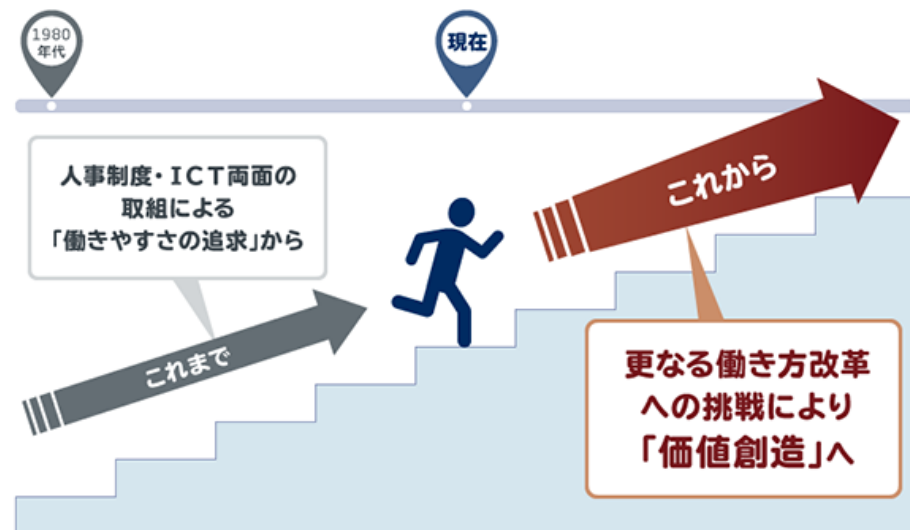 1980
年代
現在
人事制度・ICT両面の
取組による
「働きやすさの追求」から
これまで
これから
更なる働き方改革
への挑戦により
「価値創造」へ